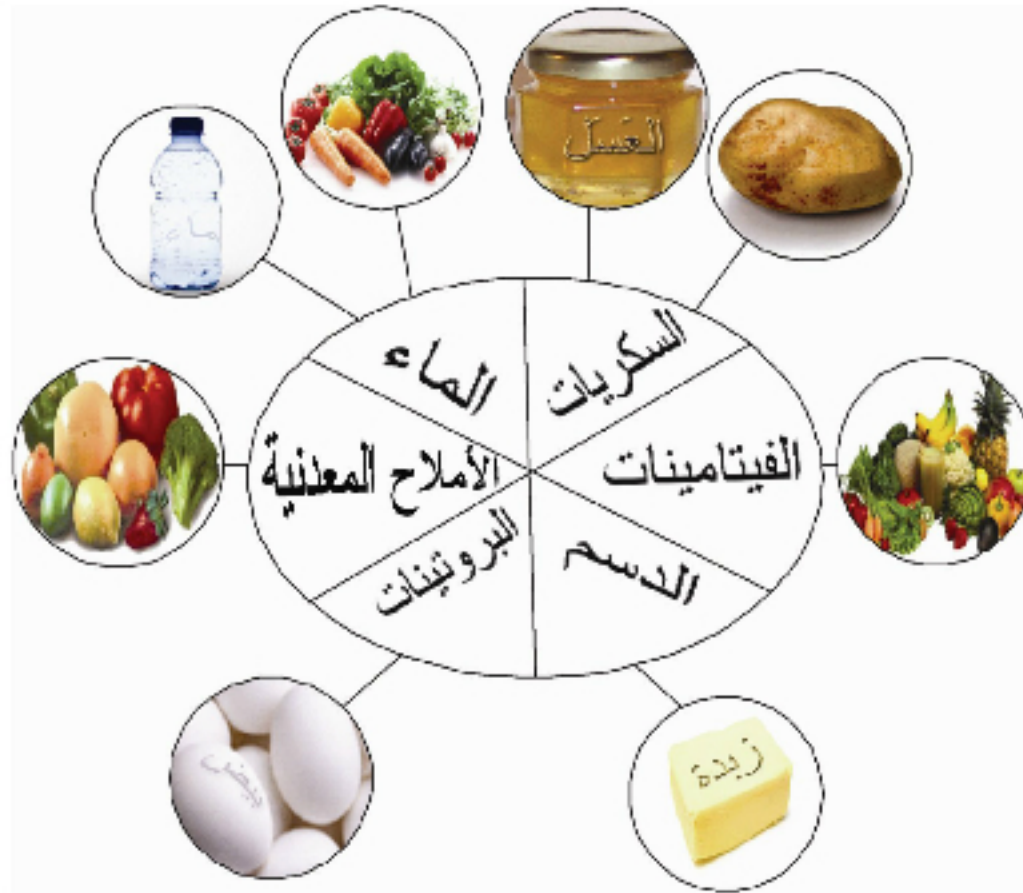 العسل
ماء
السكريات
الماء
الفيتامينات
الأملاح المعدنية
الدسم
البروتينات
زبدة
بيض